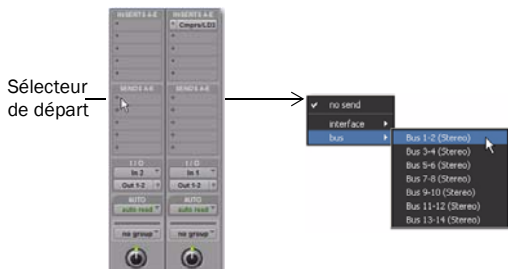 INSERTS A-E
INSERTS A-E
Cmprs/LD3
Sélecteur
de départ
SENDS A-E
SENDS A-E
no send
interface
bus
Bus 1-2 (Stereo)
Bus 3-4 (Stereo)
Bus 5-6 (Stereo)
Bus 7-8 (Stereo)
Bus 9-10 (Stereo)
Bus 11-12 (Stereo)
Bus 13-14 (Stereo)
I/O
I/O
In 2
In 1
Out 1-2
Out 1-2
AUTO
AUTO
auto read
auto read
no group
no group